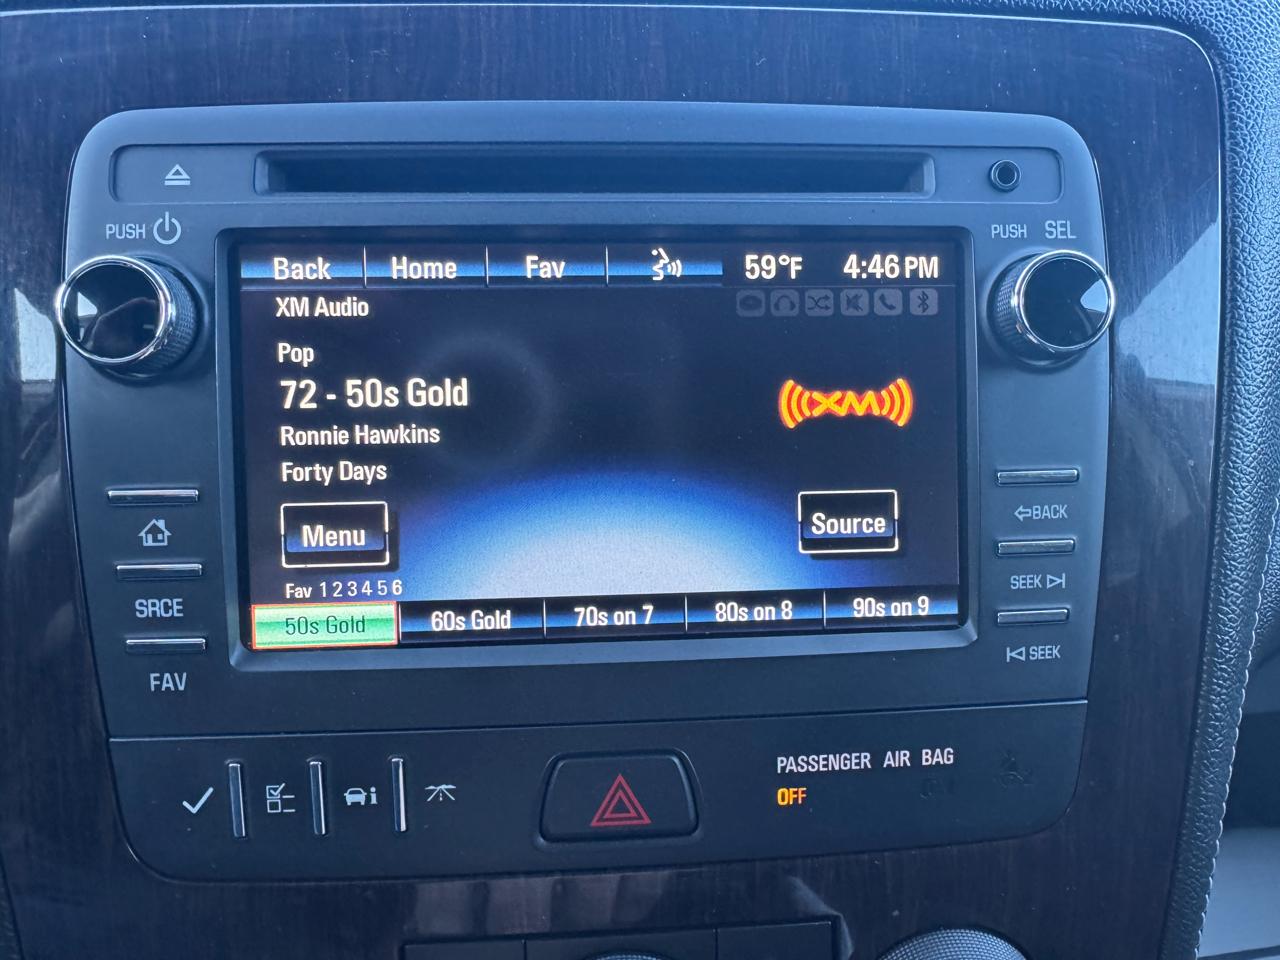 PUSH
PUSH SEL
Back Home Fav 59°F 4:46 PM
XM Audio
Pop
72 - 50s Gold
XM
Ronnie Hawkins
Forty Days
Menu
Source
Fav 1 2 3 4 5 6
50s Gold 60s Gold 70s on 7 80s on 8 90s on 9
BACK
SEEK
SEEK
SRCE
FAV
PASSENGER AIR BAG
OFF